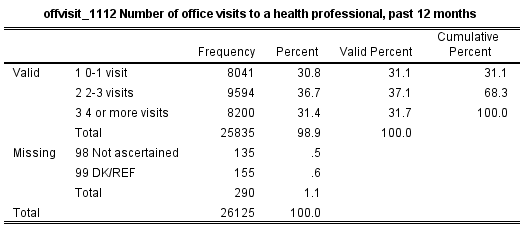 offvisit_1112 Number of office visits to a health professional, past 12 months
Frequency Percent Valid Percent Cumulative Percent
Valid 1 0-1 visit 8041 30.8 31.1 31.1
2 2-3 visits 9594 36.7 37.1 68.3
3 4 or more visits 8200 31.4 31.7 100.0
Total 25835 98.9 100.0
Missing 98 Not ascertained 135 .5
99 DK/REF 155 .6
Total 290 1.1
Total 26125 100.0